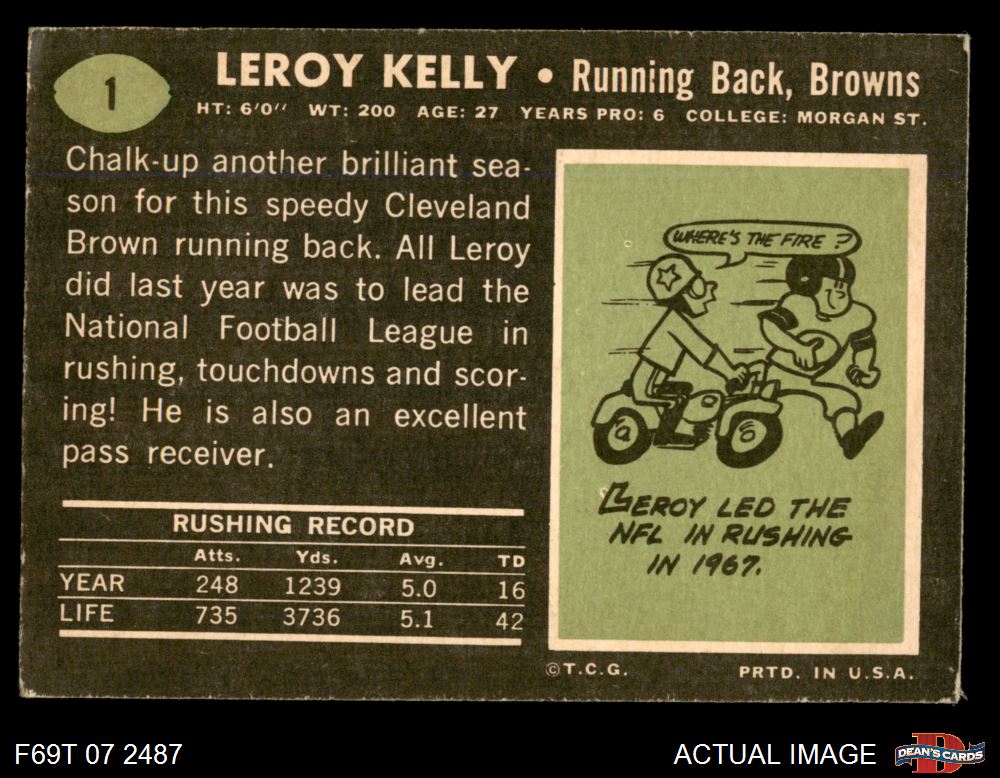 1
LEROY KELLY • Running Back, Browns
HT: 6'0" WT: 200 AGE: 27 YEARS PRO: 6 COLLEGE: MORGAN ST.
Chalk-up another brilliant sea-
son for this speedy Cleveland
Brown running back. All Leroy
did last year was to lead the
National Football League in
rushing, touchdowns and scor-
ing! He is also an excellent
pass receiver.
RUSHING RECORD
Atts. Yds. Avg. TD
YEAR 248 1239 5.0 16
LIFE 735 3736 5.1 42
WHERE'S THE FIRE ?
LEROY LED THE
NFL IN RUSHING
IN 1967.
©T.C.G. PRTD. IN U.S.A.
F69T 07 2487
ACTUAL IMAGE
D
DEAN'S CARDS